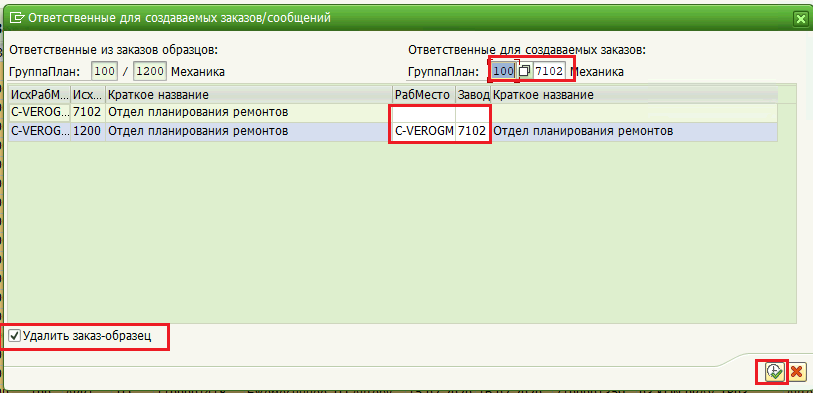 Ответственные для создаваемых заказов/сообщений
Ответственные из заказов образцов: Ответственные для создаваемых заказов:
ГруппаПлан: 100 / 1200 Механика ГруппаПлан: 100 7102 Механика
ИсхРабМ... Исх... Краткое название РабМесто Завод Краткое название
C-VEROG... 7102 Отдел планирования ремонтов
C-VEROG... 1200 Отдел планирования ремонтов C-VEROGM 7102 Отдел планирования ремонтов
Удалить заказ-образец